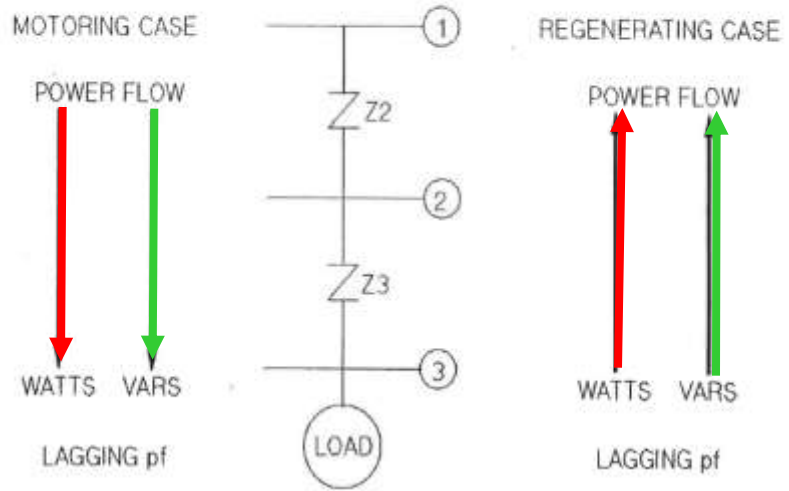 MOTORING CASE
POWER FLOW
WATTS VARS
LAGGING pf
1
Z2
2
Z3
3
LOAD
REGENERATING CASE
POWER FLOW
WATTS VARS
LAGGING pf